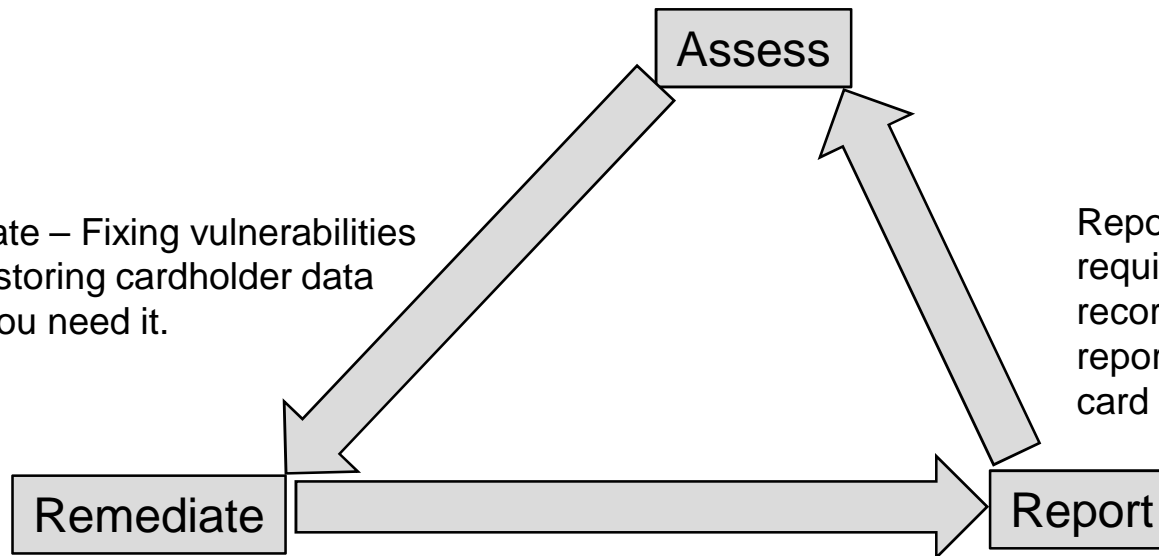 Assess
ate – Fixing vulnerabilities
storing cardholder data
ou need it.
Repo
requi
recor
repor
card
Remediate
Report